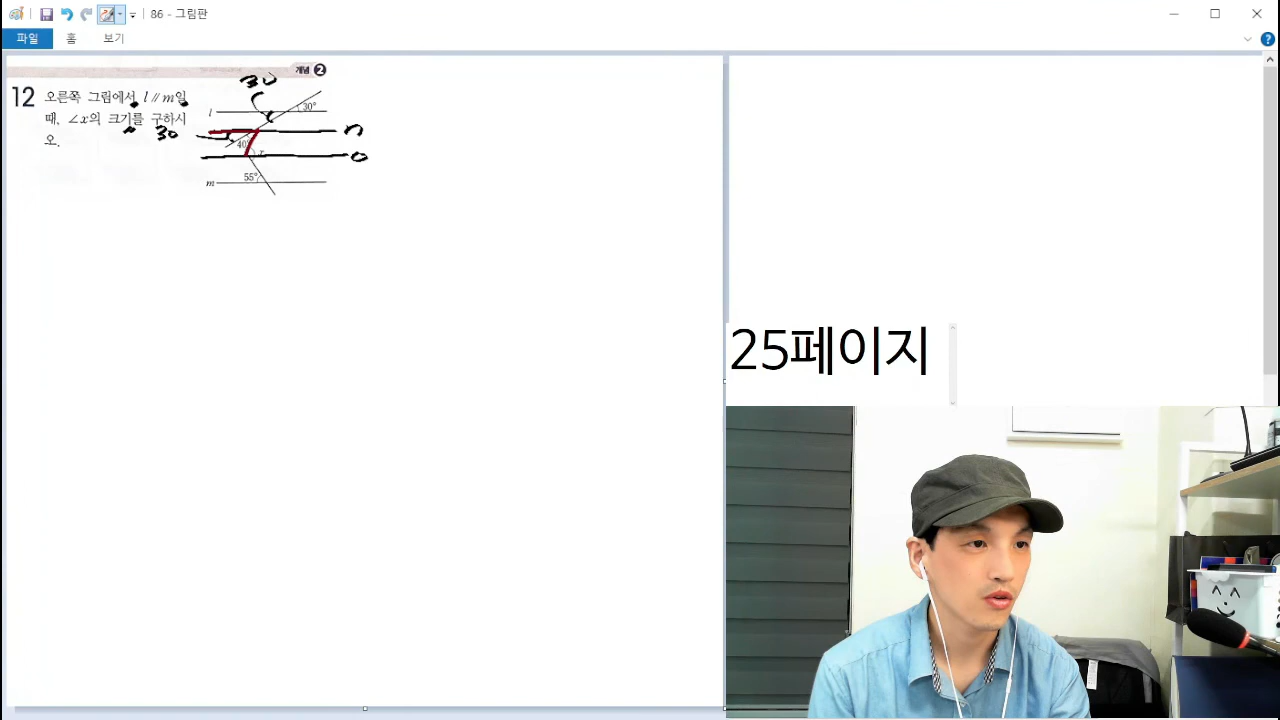 86 - 그림판
파일 홈 보기
개념 2
12 오른쪽 그림에서 l // m일
때, ∠x의 크기를 구하시
오.
30
l 30°
n
30
40°
x
o
55°
m
25페이지